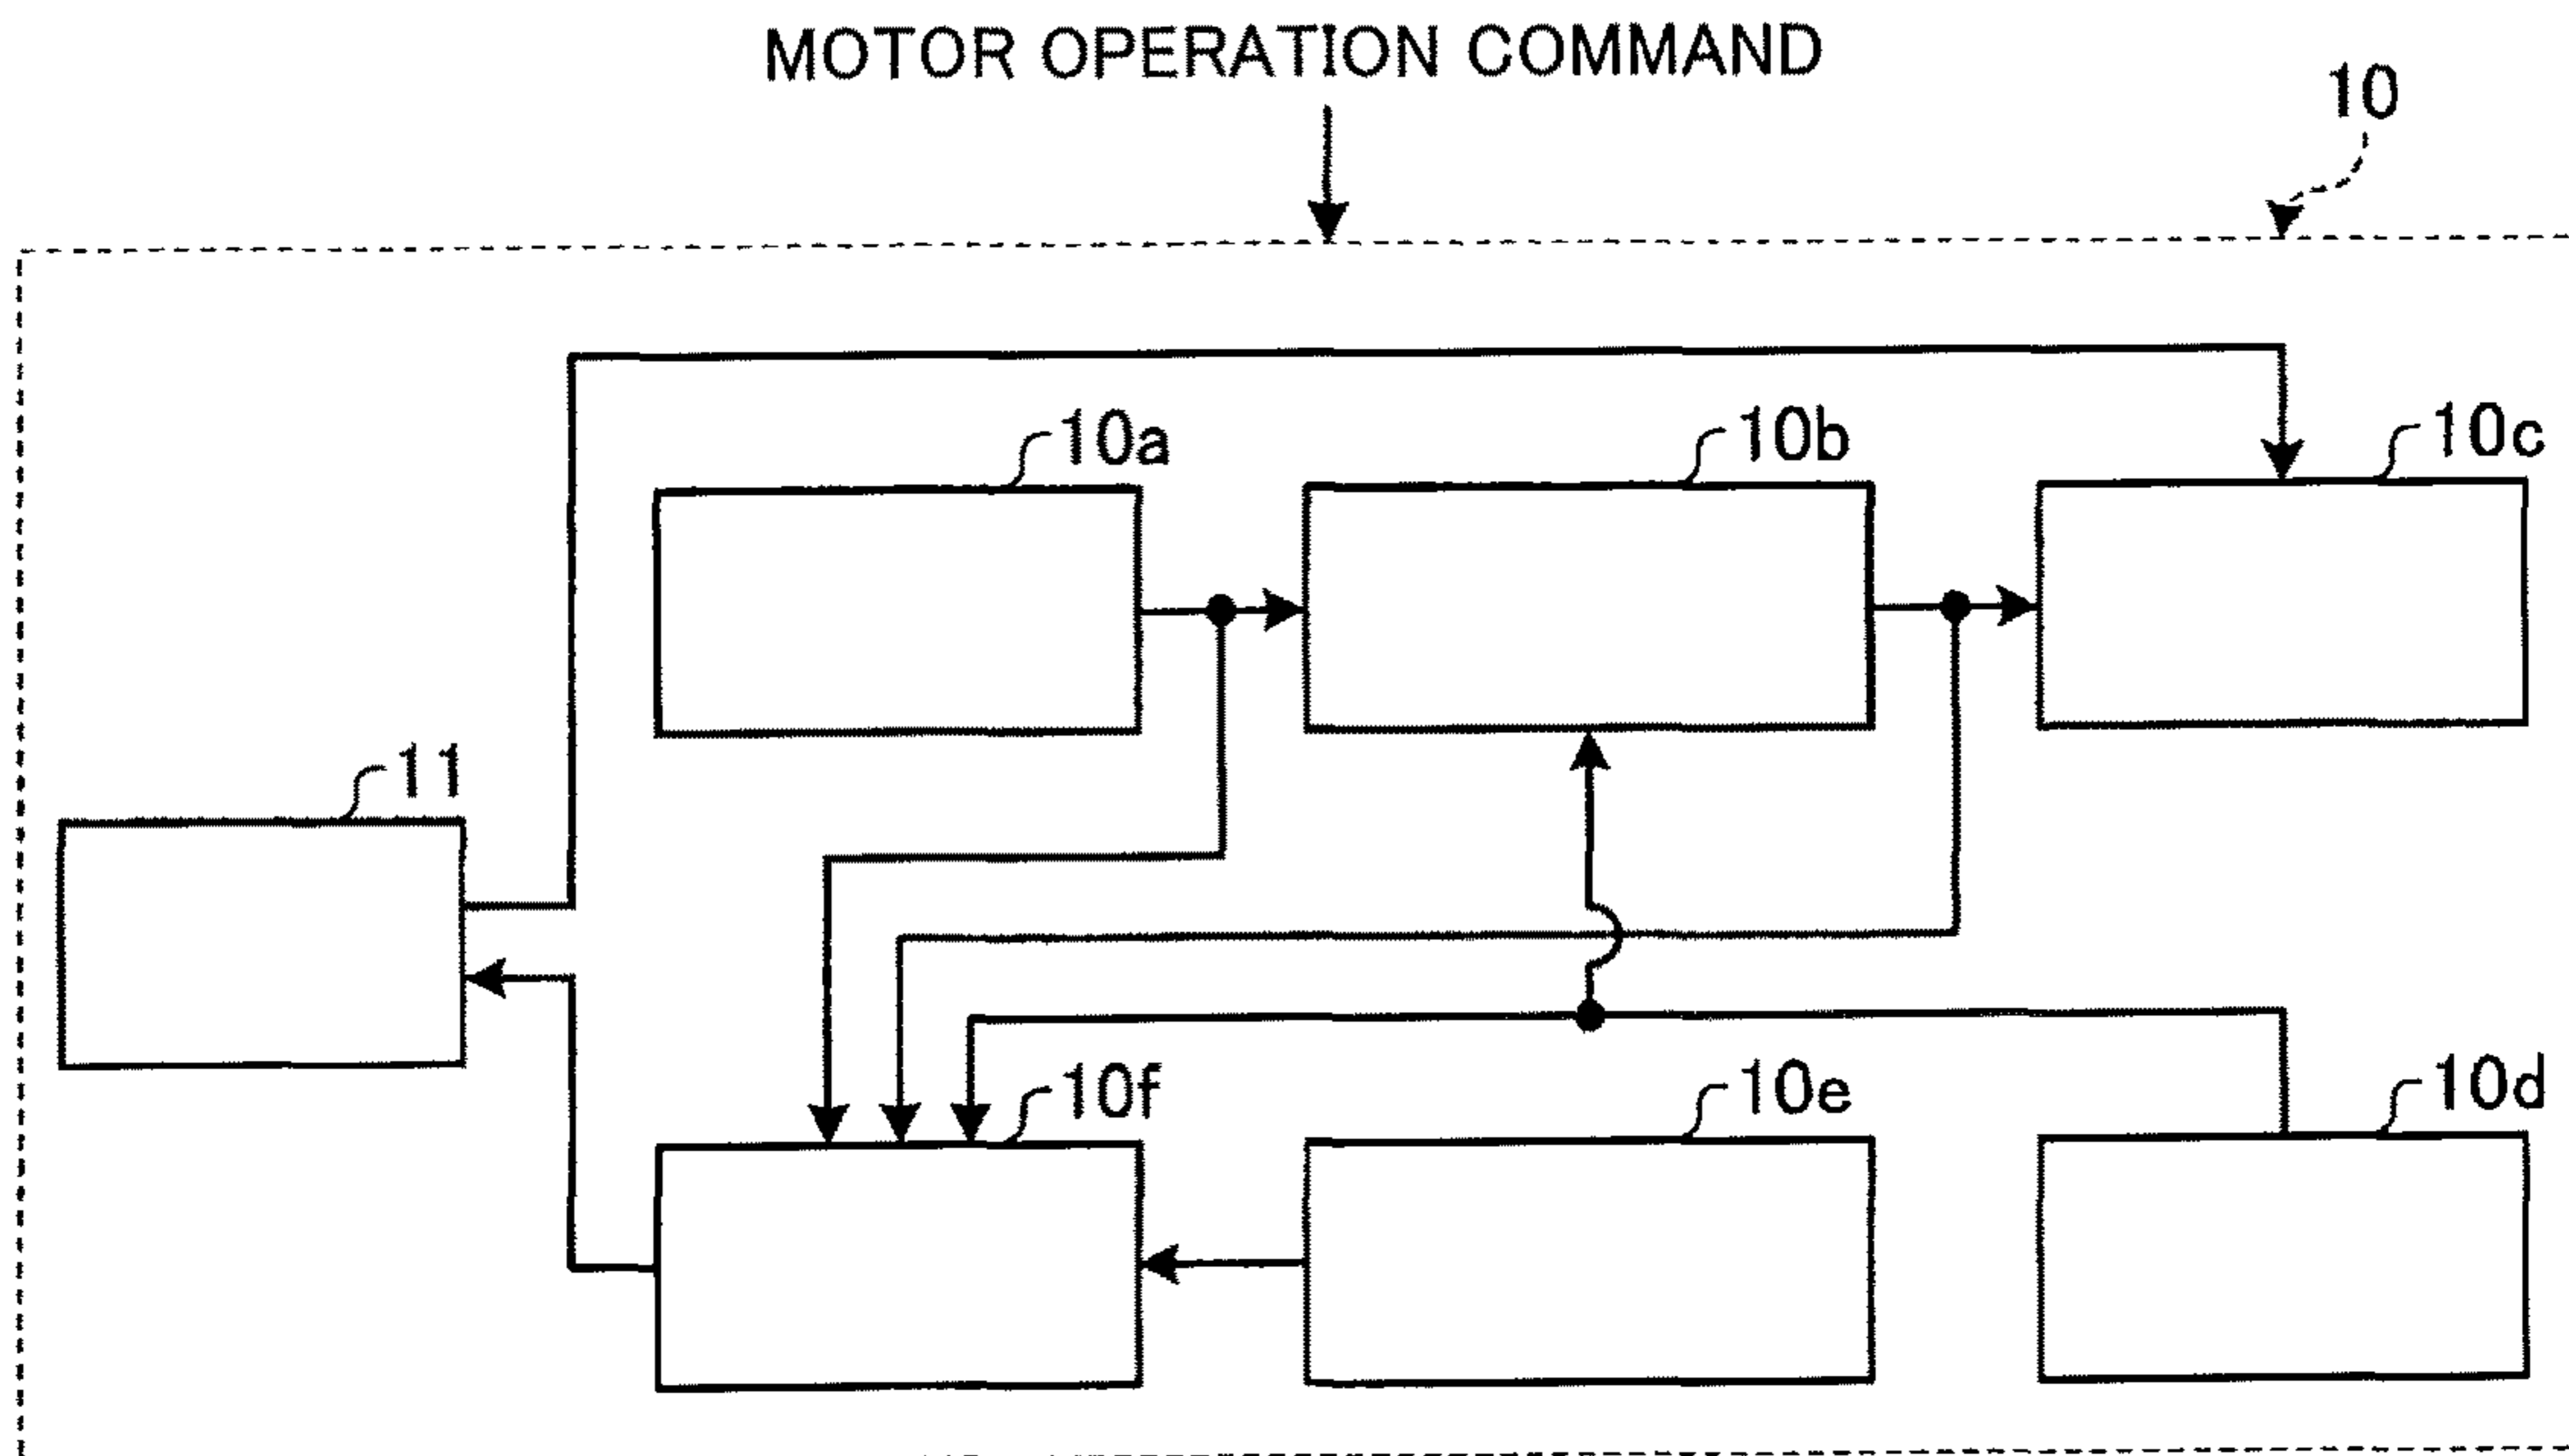 MOTOR OPERATION COMMAND
10
10a
10b
10c
11
10f
10e
10d